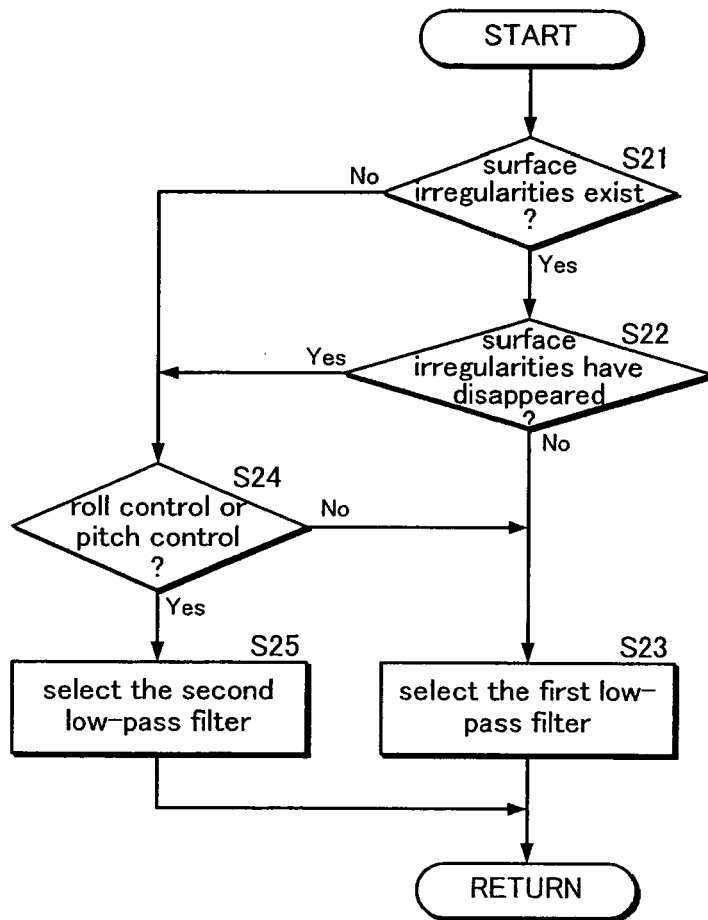 START
S21
surface
irregularities exist
?
No
Yes
S22
surface
irregularities have
disappeared
?
Yes
No
S24
roll control or
pitch control
?
No
Yes
S25
select the second
low-pass filter
S23
select the first low-
pass filter
RETURN